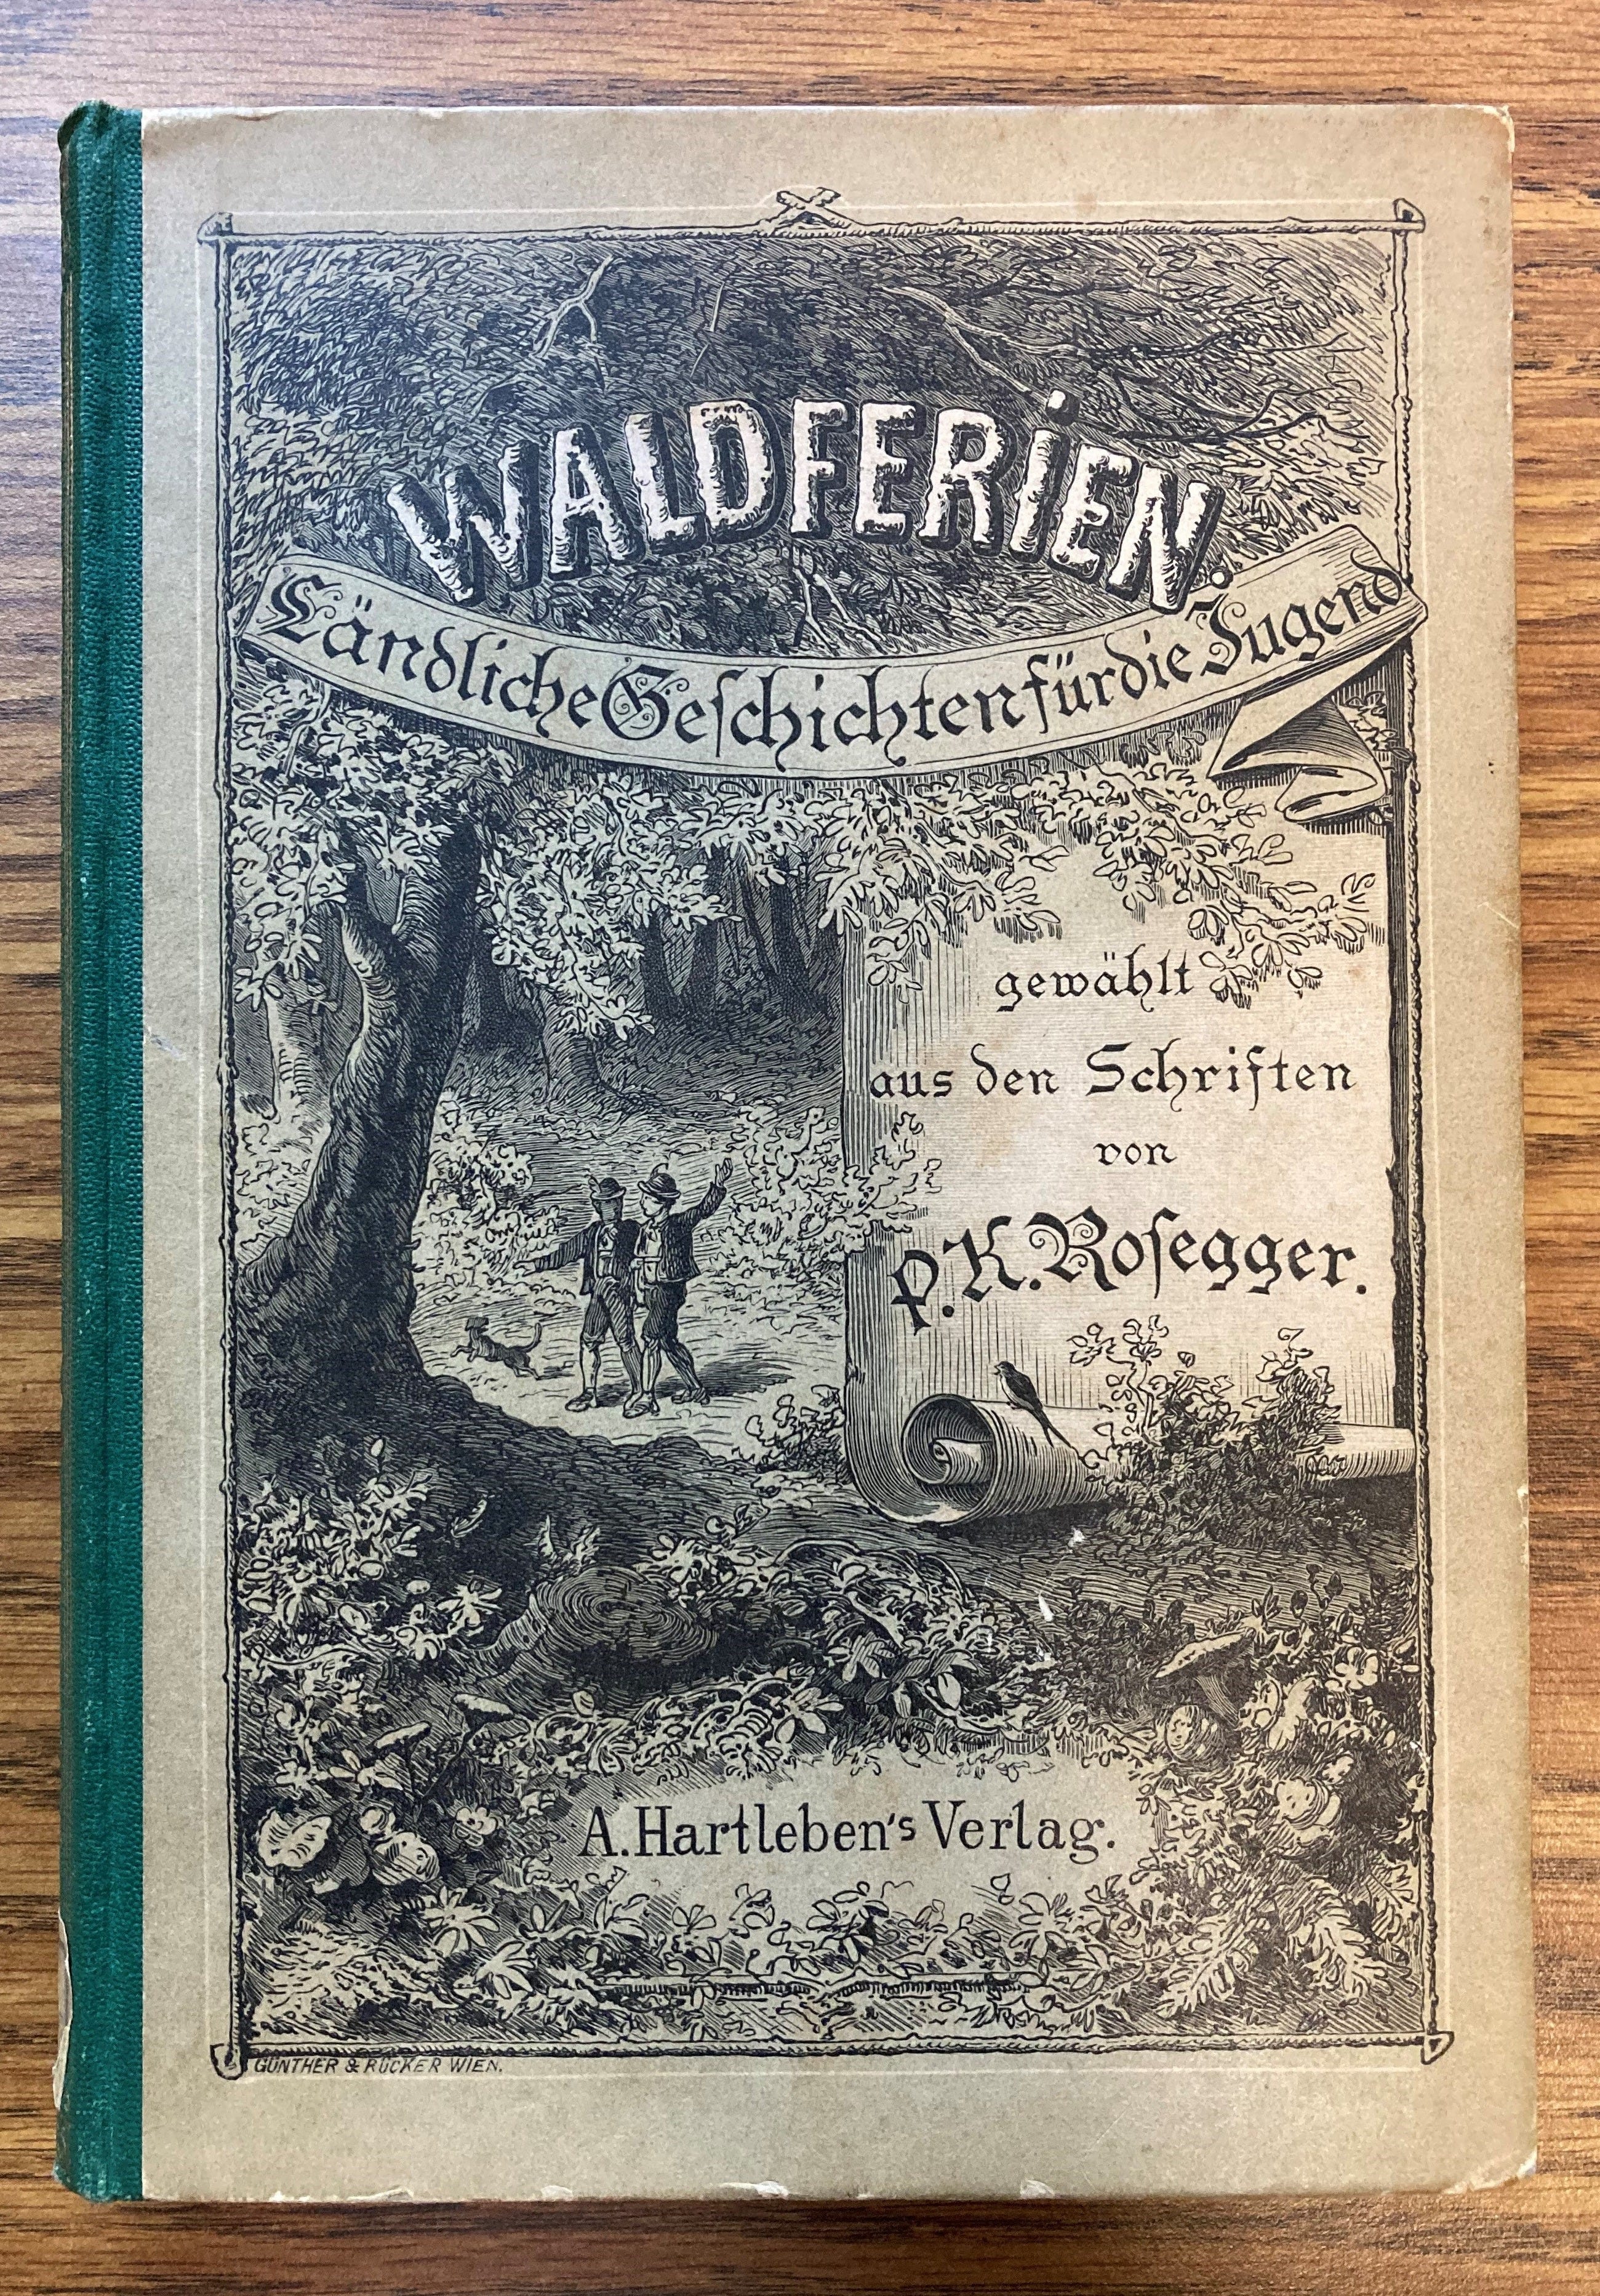 WALDFERiEN.
Ländliche Geſchichten für die Jugend
gewählt
aus den Schriften
von
P. K. Roſegger.
A. Hartleben's Verlag.
GÜNTHER & RÜCKER WIEN.